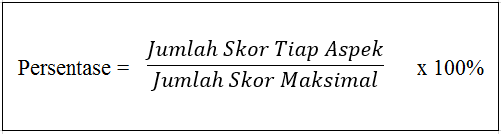 Persentase = Jumlah Skor Tiap Aspek / Jumlah Skor Maksimal x 100%